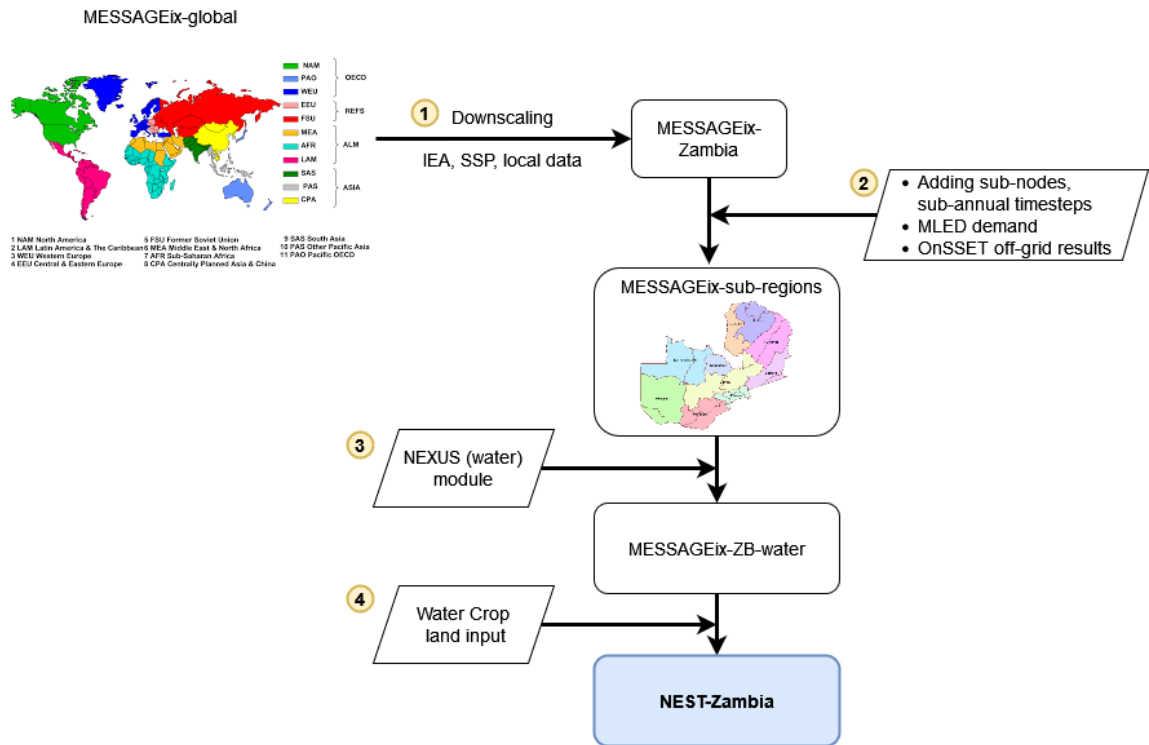 MESSAGEix-global
NAM
PAO
WEU
OECD
EEU
FSU
REFS
MEA
AFR
LAM
ALM
SAS
PAS
CPA
ASIA
1 NAM North America
2 LAM Latin America & The Caribbean
3 WEU Western Europe
4 EEU Central & Eastern Europe
5 FSU Former Soviet Union
6 MEA Middle East & North Africa
7 AFR Sub-Saharan Africa
8 CPA Centrally Planned Asia & China
9 SAS South Asia
10 PAS Other Pacific Asia
11 PAO Pacific OECD
1
Downscaling
IEA, SSP, local data
MESSAGEix-
Zambia
2
• Adding sub-nodes,
sub-annual timesteps
• MLED demand
• OnSSET off-grid results
MESSAGEix-sub-regions
3
NEXUS (water)
module
MESSAGEix-ZB-water
4
Water Crop
land input
NEST-Zambia